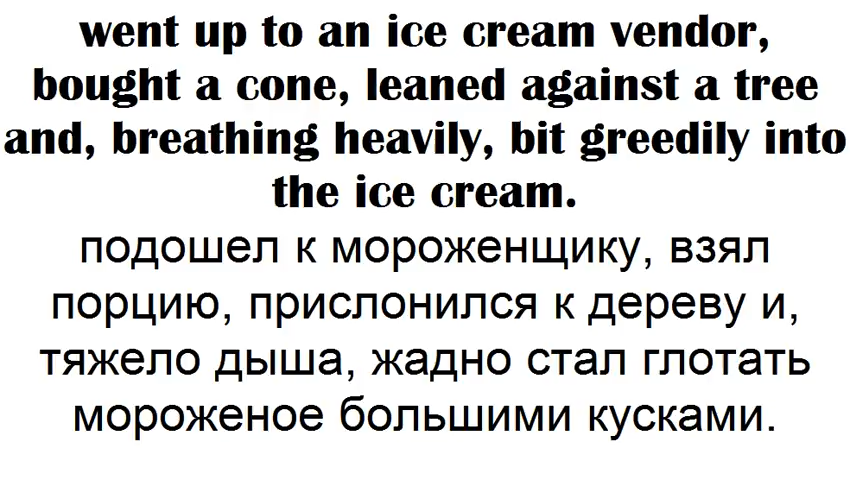 went up to an ice cream vendor,
bought a cone, leaned against a tree
and, breathing heavily, bit greedily into
the ice cream.
подошел к мороженщику, взял
порцию, прислонился к дереву и,
тяжело дыша, жадно стал глотать
мороженое большими кусками.